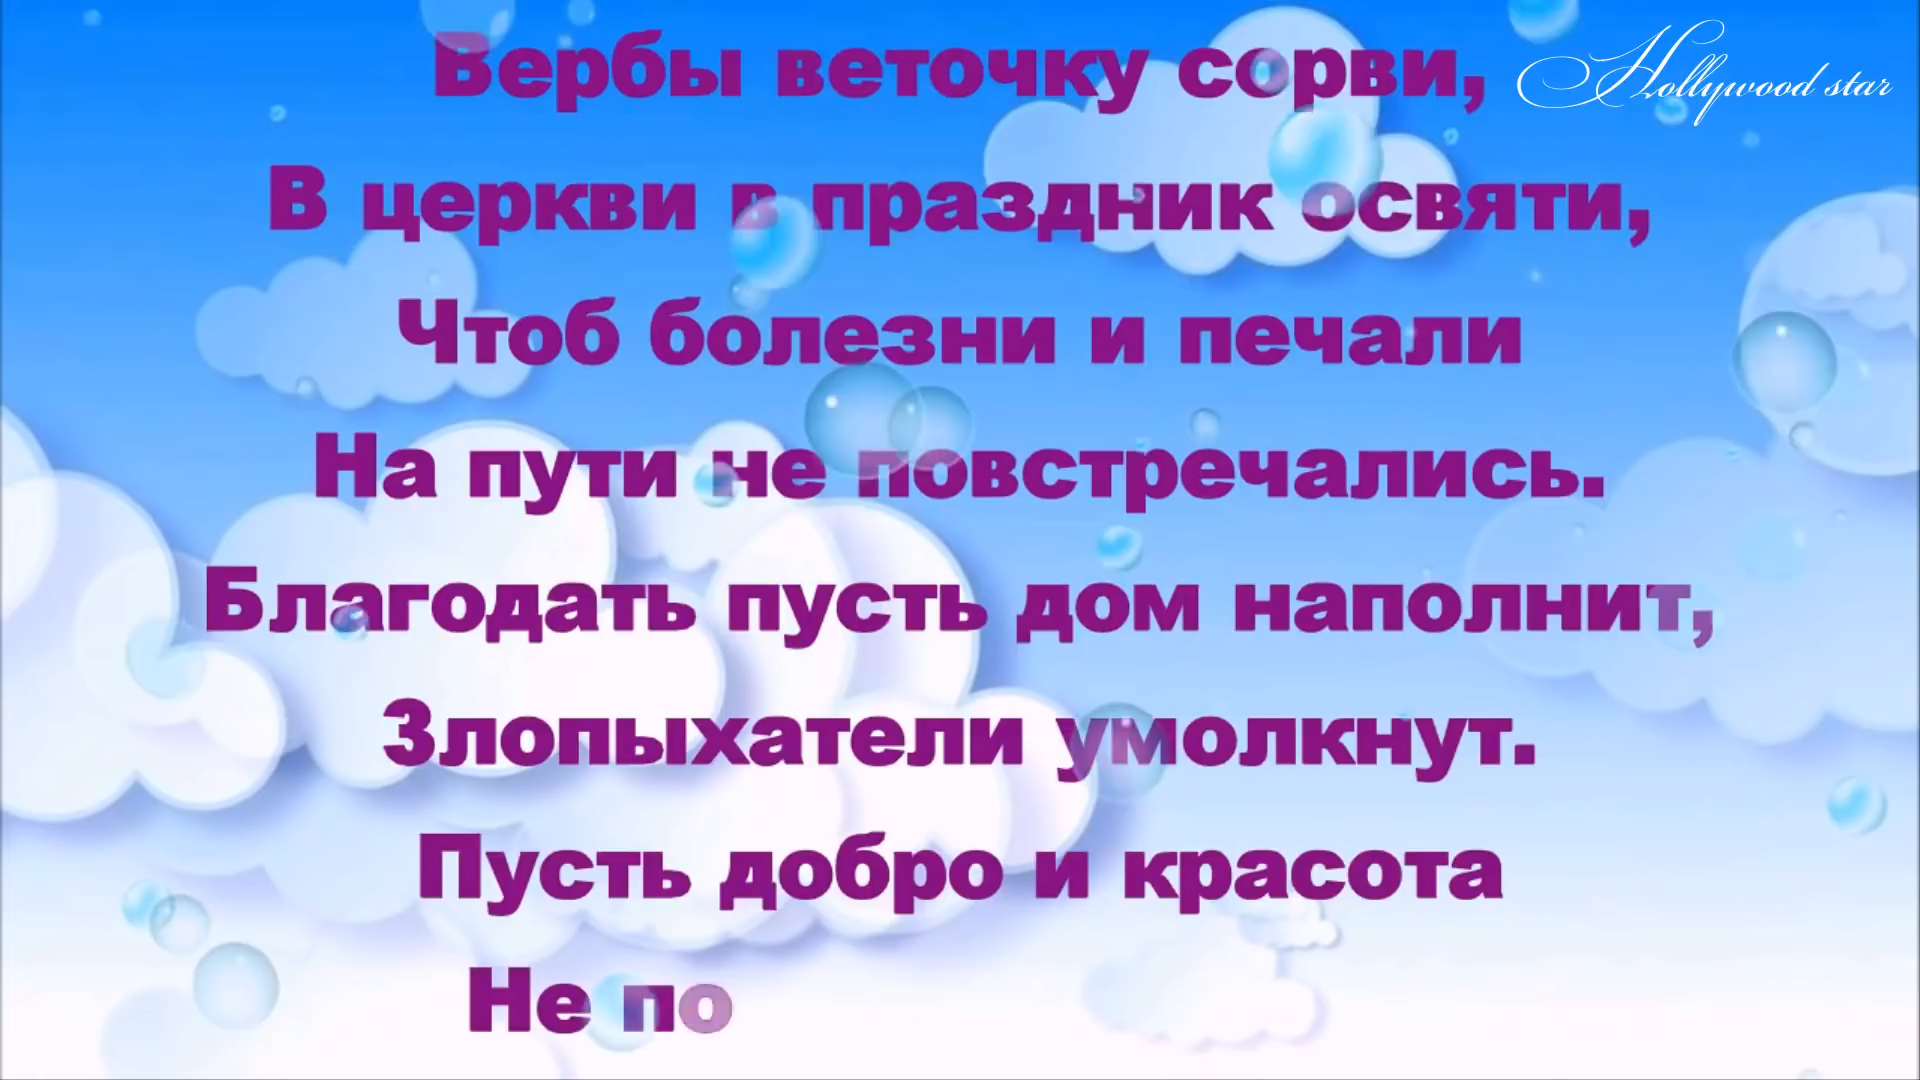 Вербы веточку сорви,
Hollywood star
В церкви в праздник освяти,
Чтоб болезни и печали
На пути не повстречались.
Благодать пусть дом наполнит,
Злопыхатели умолкнут.
Пусть добро и красота
Не по